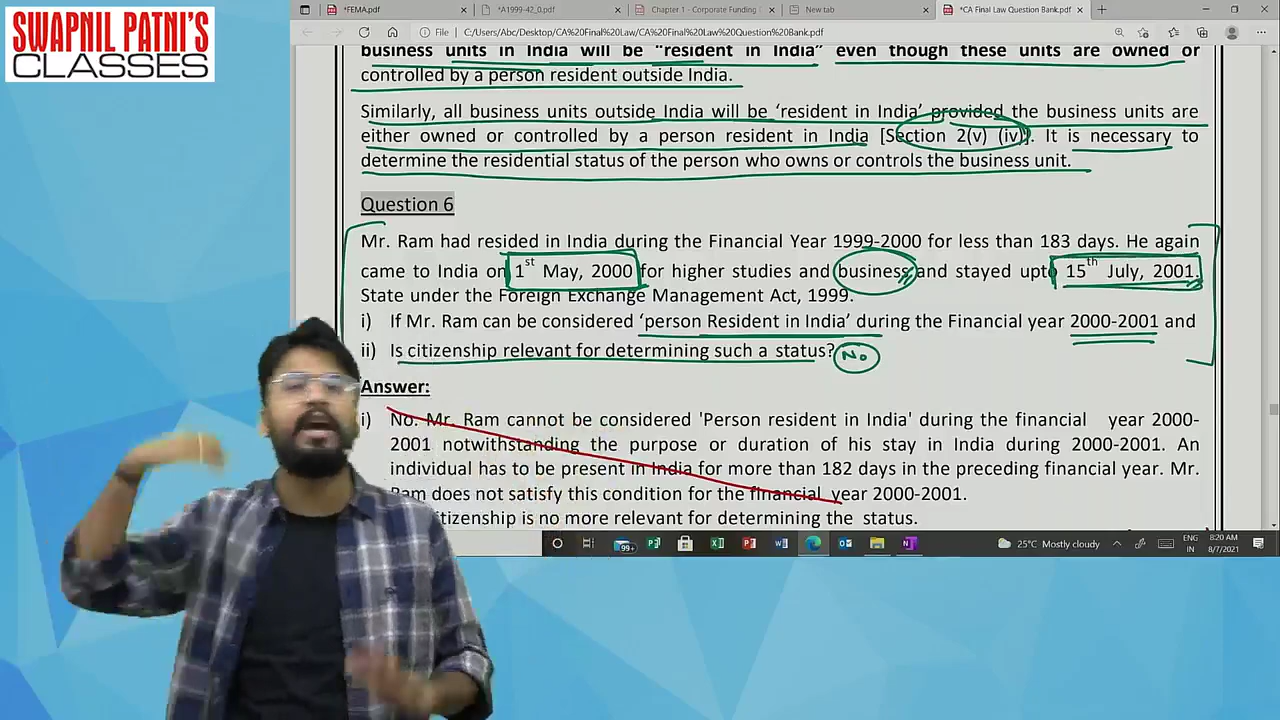 SWAPNIL PATNI'S
CLASSES
*FEMA.pdf
*A1999-42_0.pdf
Chapter 1 - Corporate Funding
New tab
*CA Final Law Question Bank.pdf
File
C:/Users/Abc/Desktop/CA%20Final%20Law/CA%20Final%20Law%20Question%20Bank.pdf
business units in India will be “resident in India” even though these units are owned or
controlled by a person resident outside India.
Similarly, all business units outside India will be ‘resident in India’ provided the business units are
either owned or controlled by a person resident in India [Section 2(v) (iv)]. It is necessary to
determine the residential status of the person who owns or controls the business unit.
Question 6
Mr. Ram had resided in India during the Financial Year 1999-2000 for less than 183 days. He again
came to India on 1st May, 2000 for higher studies and business and stayed upto 15th July, 2001.
State under the Foreign Exchange Management Act, 1999.
i) If Mr. Ram can be considered ‘person Resident in India’ during the Financial year 2000-2001 and
ii) Is citizenship relevant for determining such a status? No
Answer:
i) No. Mr. Ram cannot be considered 'Person resident in India' during the financial year 2000-
2001 notwithstanding the purpose or duration of his stay in India during 2000-2001. An
individual has to be present in India for more than 182 days in the preceding financial year. Mr.
Ram does not satisfy this condition for the financial year 2000-2001.
itizenship is no more relevant for determining the status.
99+
25°C Mostly cloudy
ENG
IN
8:20 AM
8/7/2021